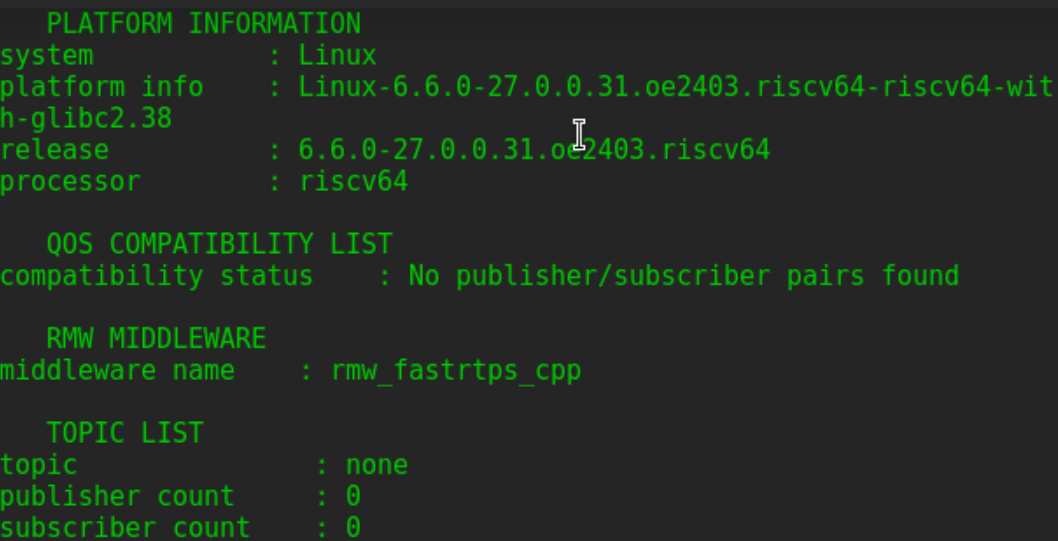 PLATFORM INFORMATION
system : Linux
platform info : Linux-6.6.0-27.0.0.31.oe2403.riscv64-riscv64-wit
h-glibc2.38
release : 6.6.0-27.0.0.31.oe2403.riscv64
processor : riscv64
QOS COMPATIBILITY LIST
compatibility status : No publisher/subscriber pairs found
RMW MIDDLEWARE
middleware name : rmw_fastrtps_cpp
TOPIC LIST
topic : none
publisher count : 0
subscriber count : 0